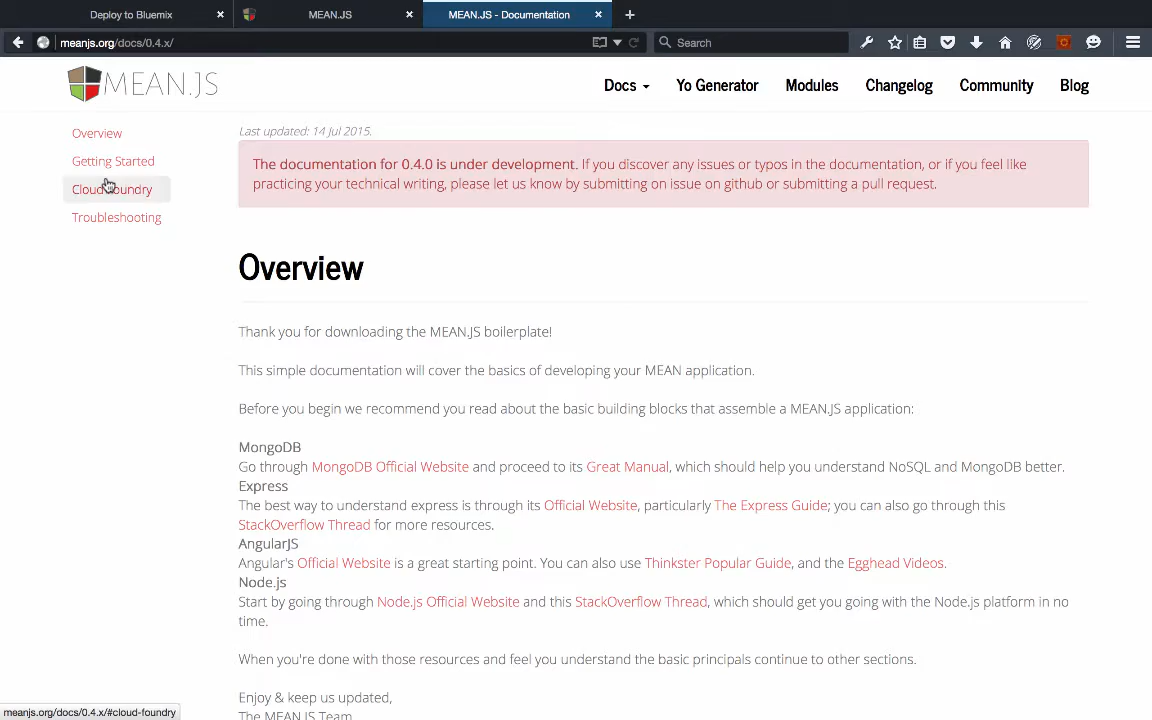 Deploy to Bluemix × MEAN.JS × MEAN.JS - Documentation × +
meanjs.org/docs/0.4.x/ Search
MEAN.JS Docs Yo Generator Modules Changelog Community Blog
Overview
Getting Started
Cloud Foundry
Troubleshooting
Last updated: 14 Jul 2015.
The documentation for 0.4.0 is under development. If you discover any issues or typos in the documentation, or if you feel like
practicing your technical writing, please let us know by submitting on issue on github or submitting a pull request.
Overview
Thank you for downloading the MEAN.JS boilerplate!
This simple documentation will cover the basics of developing your MEAN application.
Before you begin we recommend you read about the basic building blocks that assemble a MEAN.JS application:
MongoDB
Go through MongoDB Official Website and proceed to its Great Manual, which should help you understand NoSQL and MongoDB better.
Express
The best way to understand express is through its Official Website, particularly The Express Guide; you can also go through this
StackOverflow Thread for more resources.
AngularJS
Angular's Official Website is a great starting point. You can also use Thinkster Popular Guide, and the Egghead Videos.
Node.js
Start by going through Node.js Official Website and this StackOverflow Thread, which should get you going with the Node.js platform in no
time.
When you're done with those resources and feel you understand the basic principals continue to other sections.
Enjoy & keep us updated,
The MEAN.JS Team
meanjs.org/docs/0.4.x/#cloud-foundry